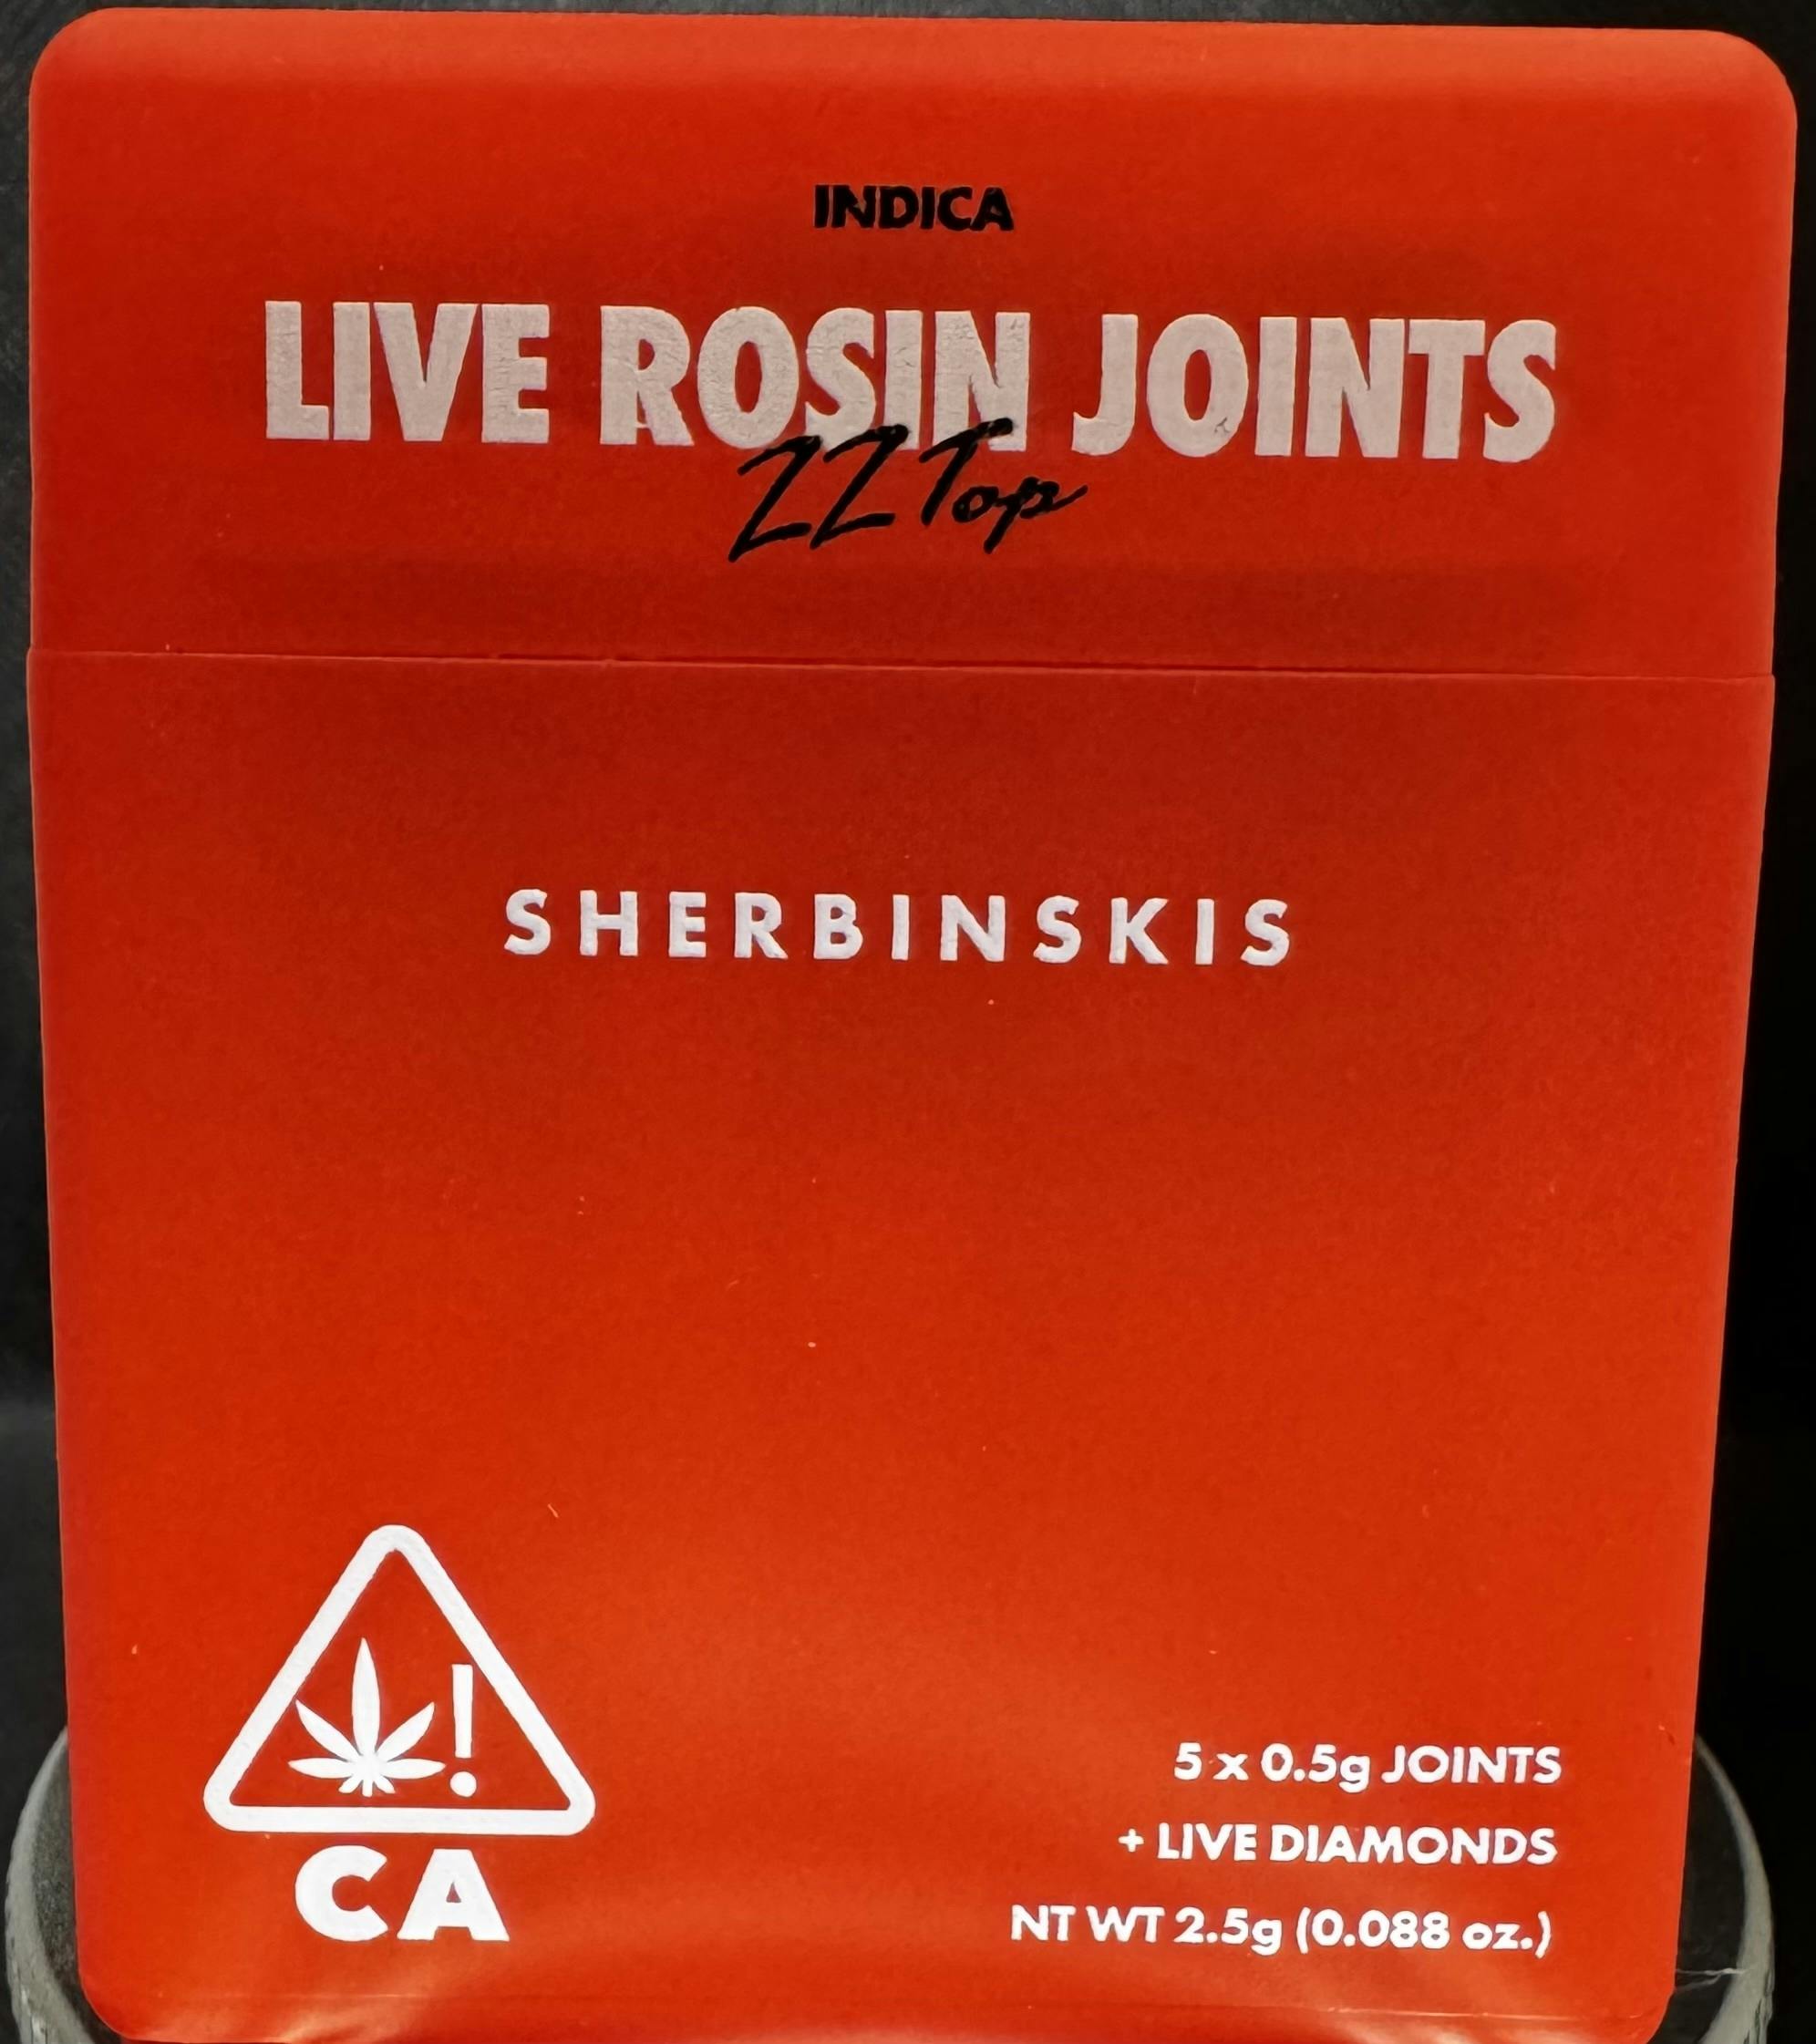 INDICA
LIVE ROSIN JOINTS
ZZ Top
SHERBINSKIS
!
CA
5 x 0.5g JOINTS
+ LIVE DIAMONDS
NT WT 2.5g (0.088 oz.)